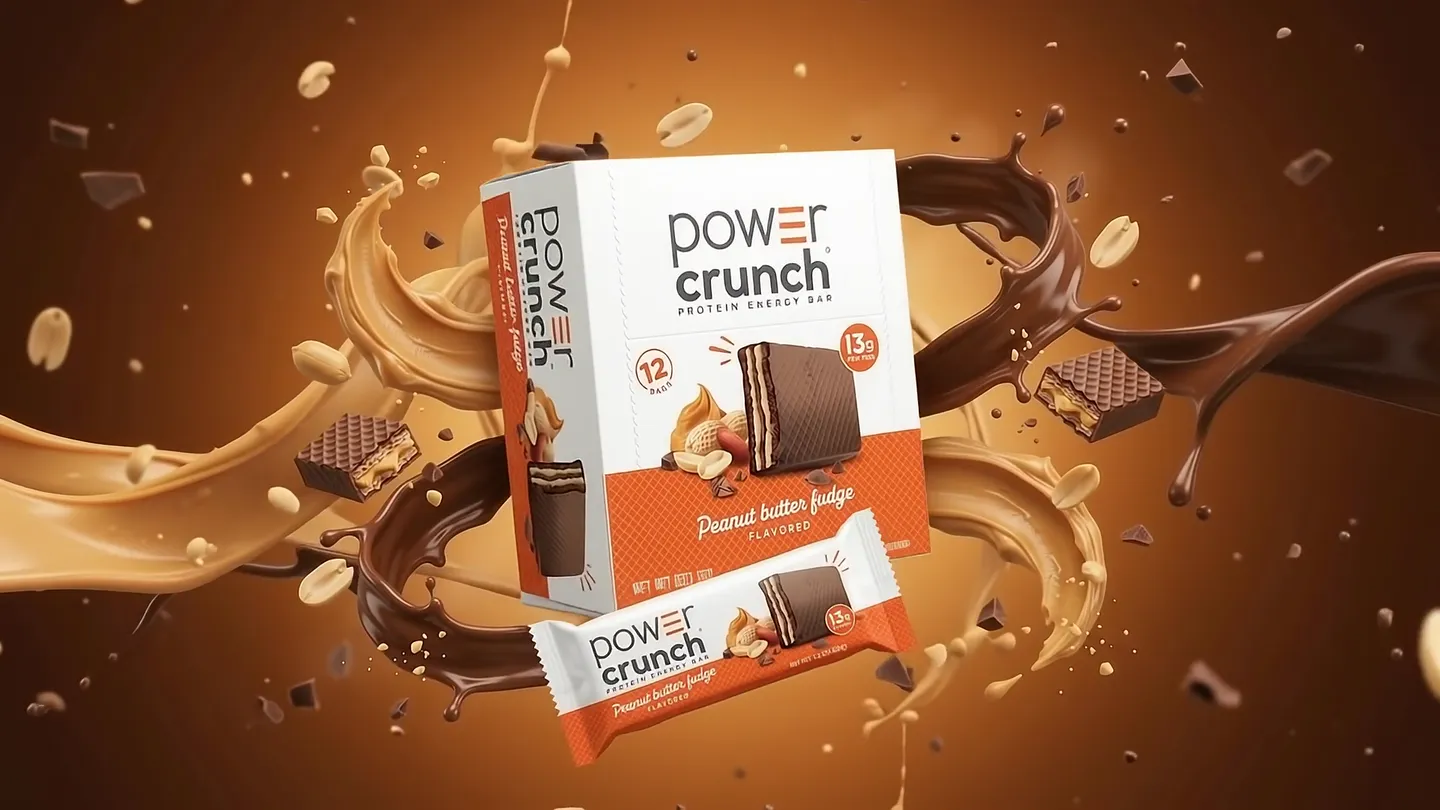 power
crunch
PROTEIN ENERGY BAR
12
BARS
13g
Peanut butter fudge
FLAVORED
power
crunch
Peanut butter fudge
power
crunch
PROTEIN ENERGY BAR
13g
Peanut butter fudge
FLAVORED